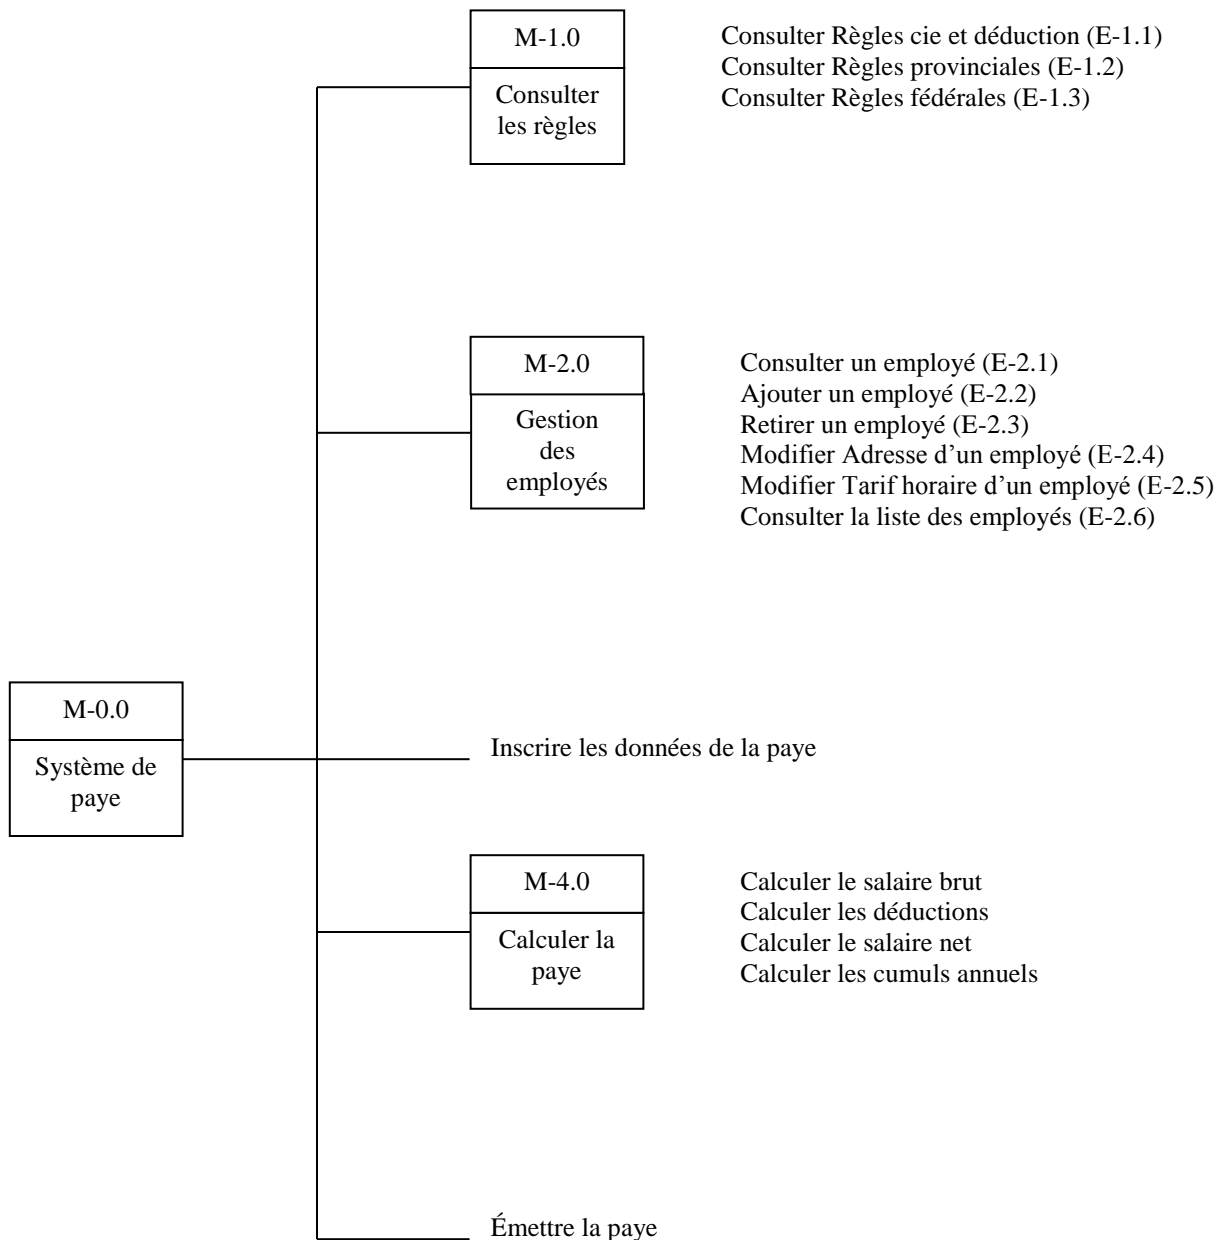 M-1.0
Consulter
les règles
Consulter Règles cie et déduction (E-1.1)
Consulter Règles provinciales (E-1.2)
Consulter Règles fédérales (E-1.3)
M-2.0
Gestion
des
employés
Consulter un employé (E-2.1)
Ajouter un employé (E-2.2)
Retirer un employé (E-2.3)
Modifier Adresse d’un employé (E-2.4)
Modifier Tarif horaire d’un employé (E-2.5)
Consulter la liste des employés (E-2.6)
M-0.0
Système de
paye
Inscrire les données de la paye
M-4.0
Calculer la
paye
Calculer le salaire brut
Calculer les déductions
Calculer le salaire net
Calculer les cumuls annuels
Émettre la paye